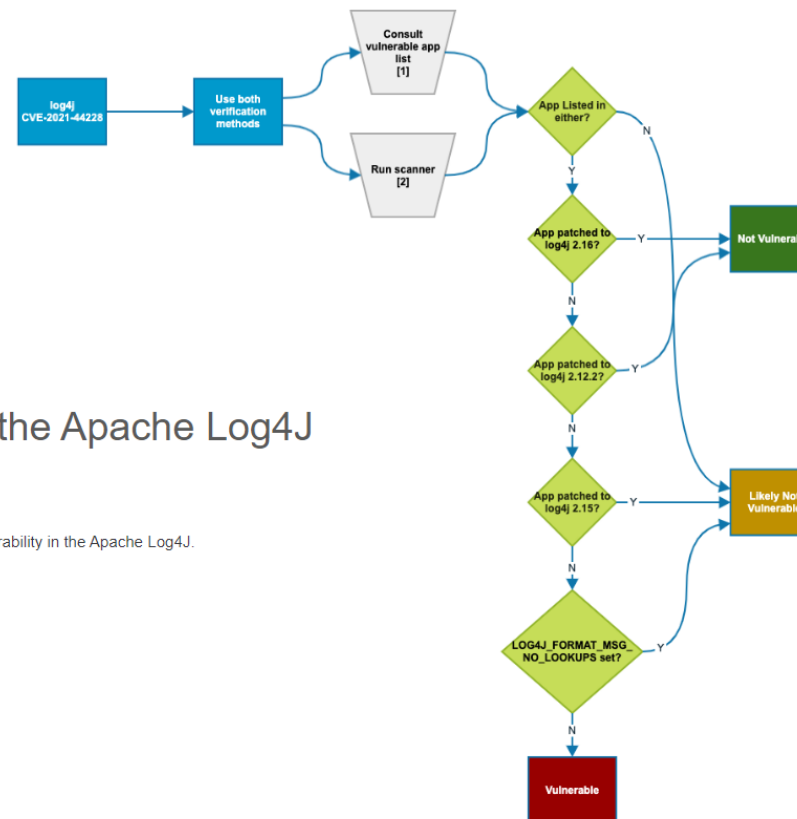 Consult
vulnerable app
list
[1]
log4j
CVE-2021-44228
Use both
verification
methods
App Listed in
either?
N
Run scanner
[2]
Y
App patched to
log4j 2.16?
Y
Not Vulnera
N
App patched to
log4j 2.12.2?
Y
the Apache Log4J
N
App patched to
log4j 2.15?
Y
Likely Not
Vulnerable
rability in the Apache Log4J.
N
LOG4J_FORMAT_MSG_
NO_LOOKUPS set?
Y
N
Vulnerable